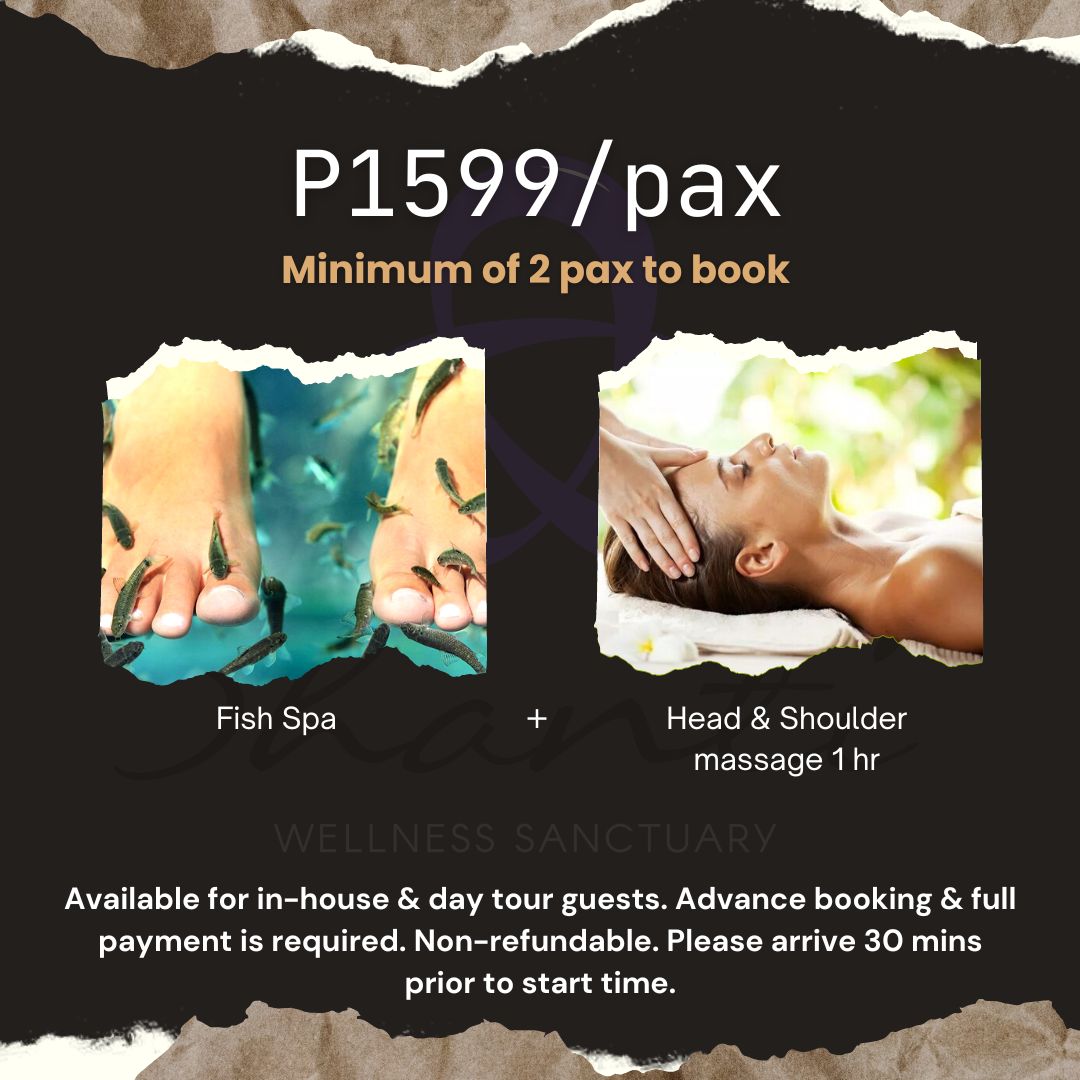 P1599/pax
Minimum of 2 pax to book
Fish Spa + Head & Shoulder
massage 1 hr
Shanti
WELLNESS SANCTUARY
Available for in-house & day tour guests. Advance booking & full
payment is required. Non-refundable. Please arrive 30 mins
prior to start time.